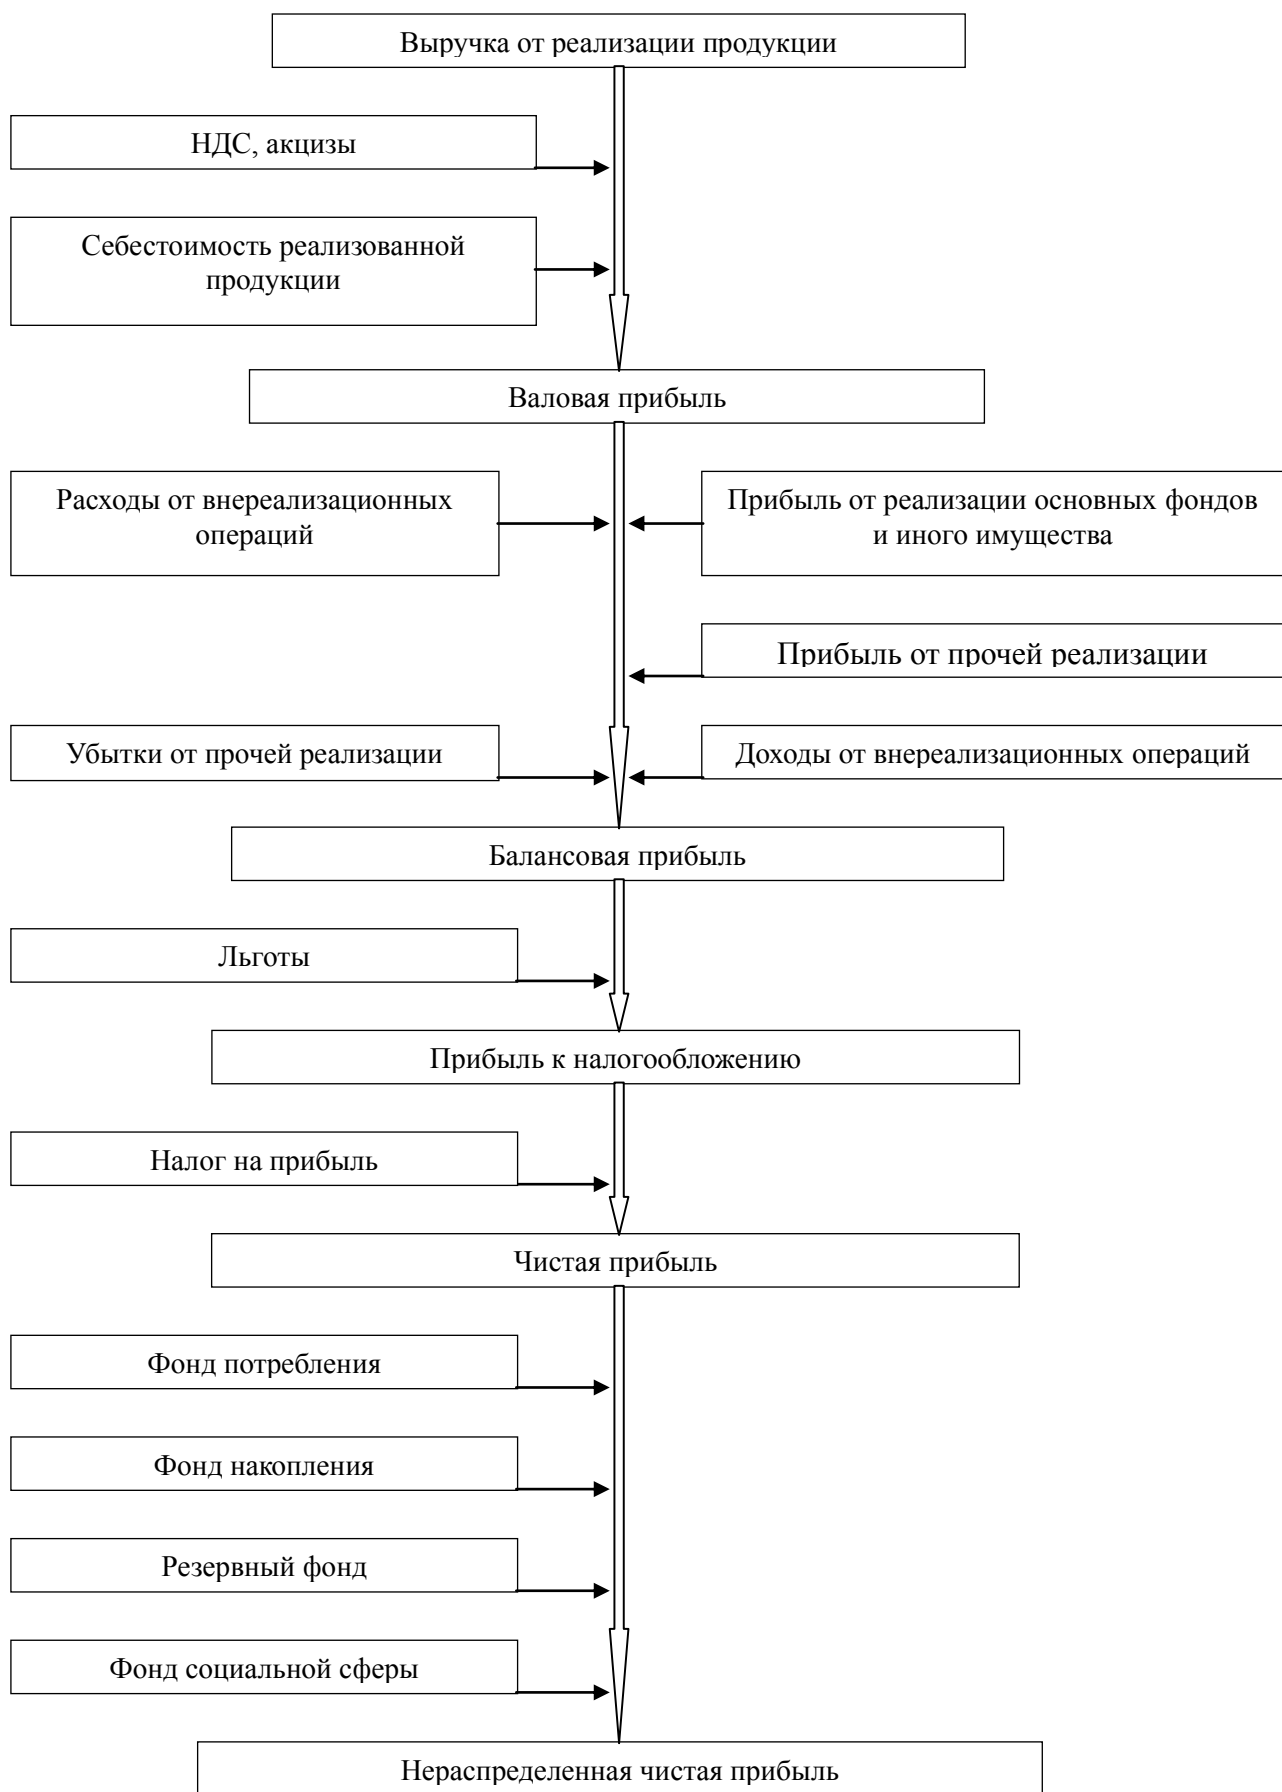 Выручка от реализации продукции
НДС, акцизы
Себестоимость реализованной
продукции
Валовая прибыль
Расходы от внереализационных
операций
Прибыль от реализации основных фондов
и иного имущества
Прибыль от прочей реализации
Убытки от прочей реализации
Доходы от внереализационных операций
Балансовая прибыль
Льготы
Прибыль к налогообложению
Налог на прибыль
Чистая прибыль
Фонд потребления
Фонд накопления
Резервный фонд
Фонд социальной сферы
Нераспределенная чистая прибыль